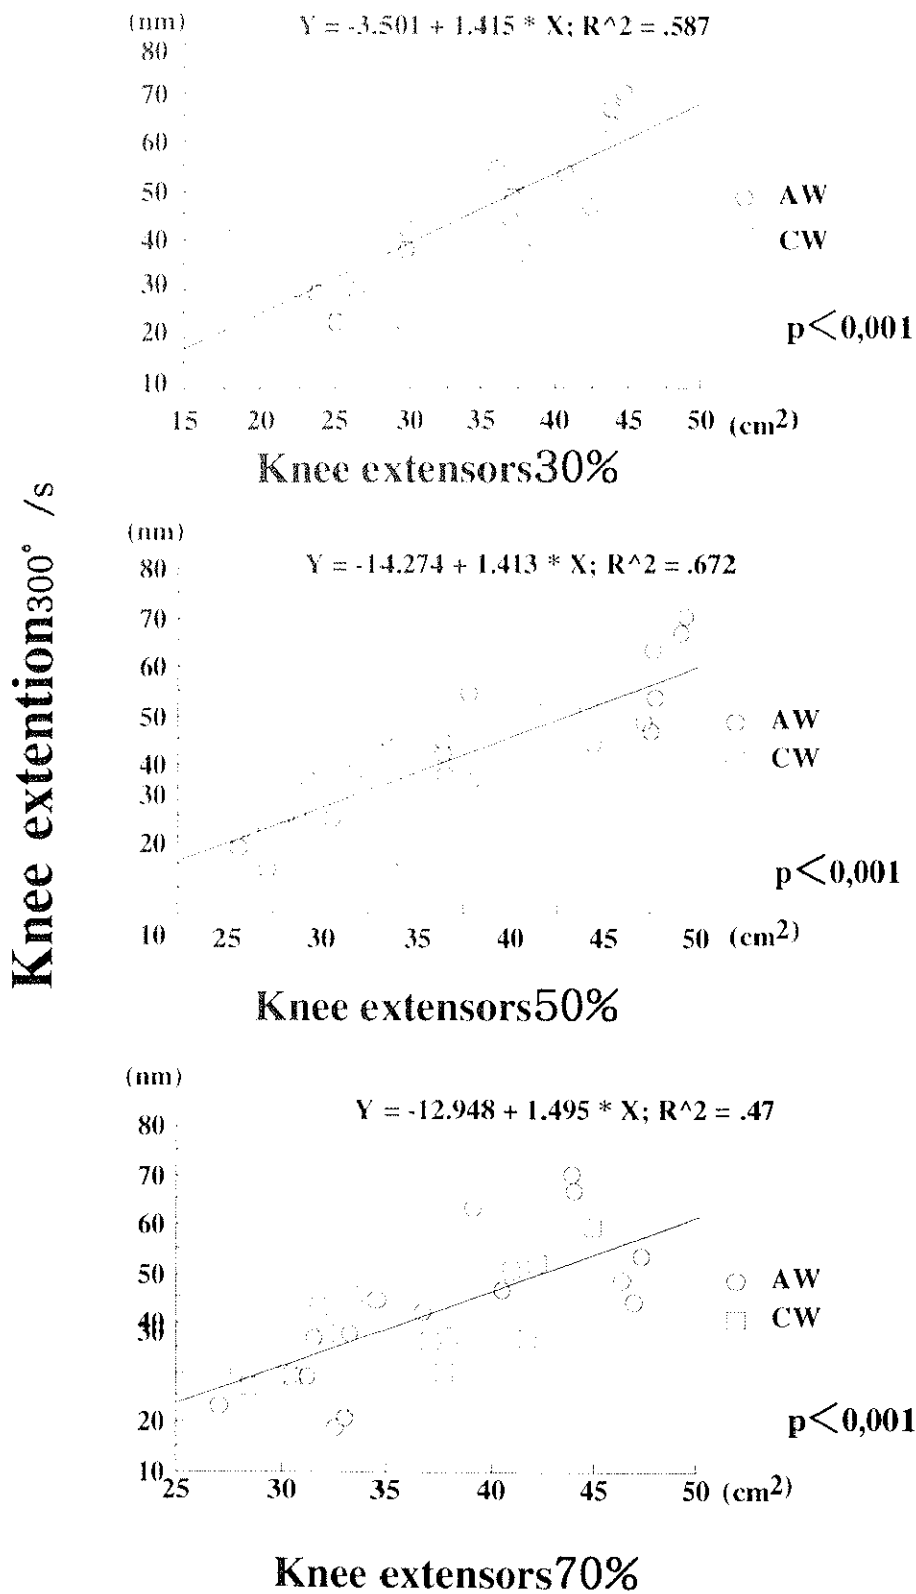 Knee extention300° /s
(nm)
Y = -3.501 + 1.415 * X; R^2 = .587
80
70
60
50
40
30
20
10
AW
CW
p<0,001
15 20 25 30 35 40 45 50 (cm2)
Knee extensors30%
(nm)
Y = -14.274 + 1.413 * X; R^2 = .672
80
70
60
50
40
30
20
10
AW
CW
p<0,001
25 30 35 40 45 50 (cm2)
Knee extensors50%
(nm)
Y = -12.948 + 1.495 * X; R^2 = .47
80
70
60
50
40
30
20
10
AW
CW
p<0,001
25 30 35 40 45 50 (cm2)
Knee extensors70%